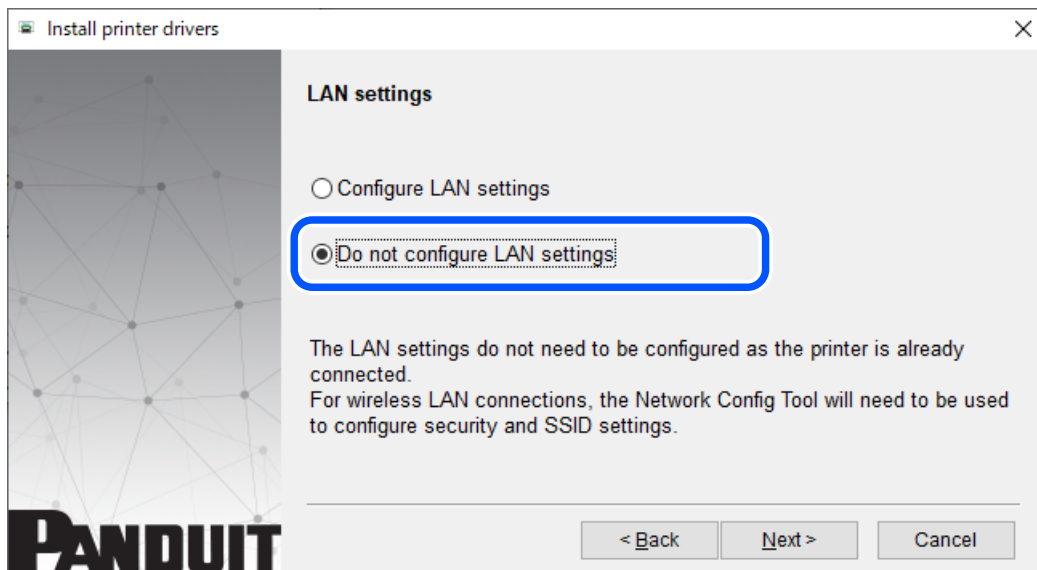 Install printer drivers
LAN settings
Configure LAN settings
Do not configure LAN settings
The LAN settings do not need to be configured as the printer is already
connected.
For wireless LAN connections, the Network Config Tool will need to be used
to configure security and SSID settings.
PANDUIT
< Back Next > Cancel